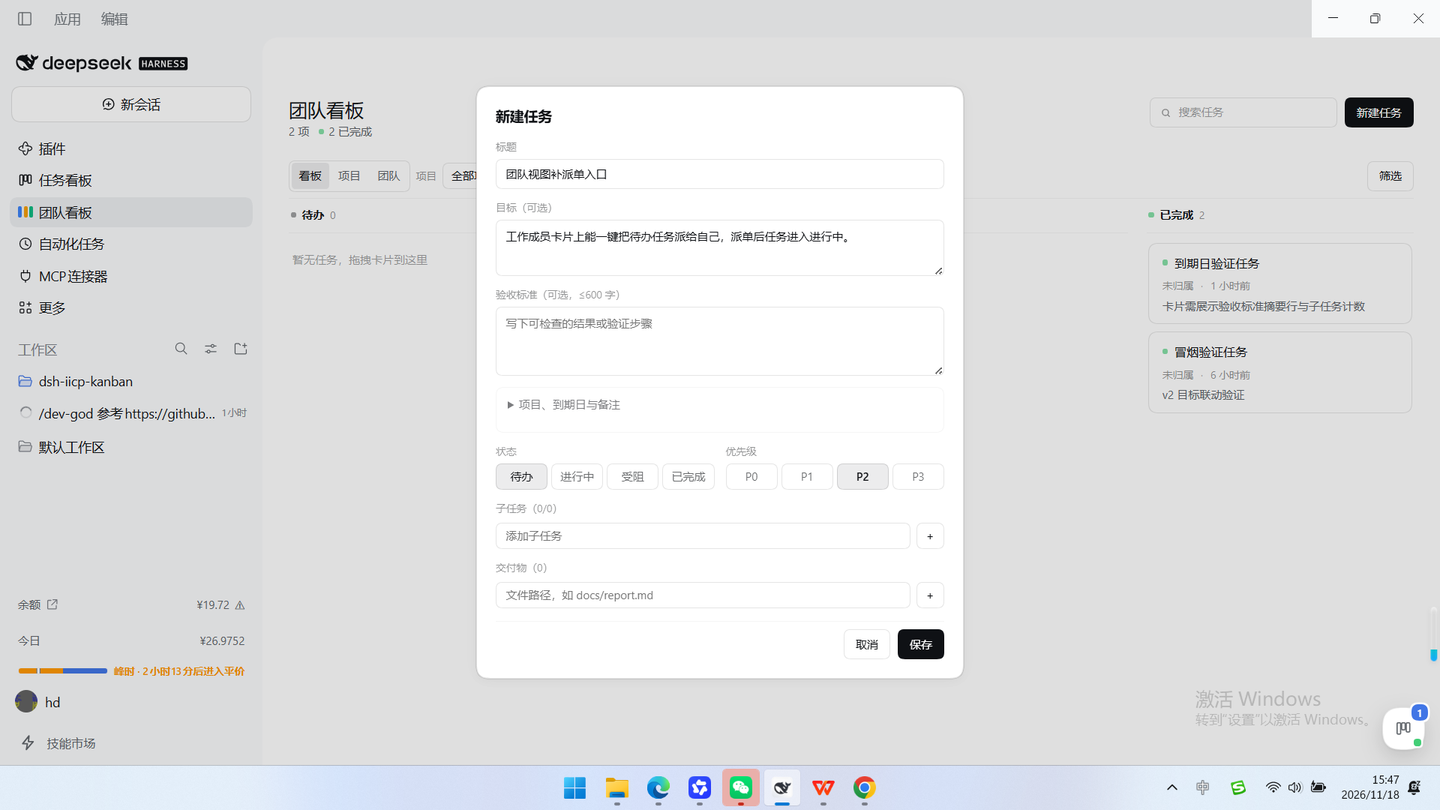 应用 编辑
deepseek HARNESS
新会话
插件
任务看板
团队看板
自动化任务
MCP连接器
更多
工作区
dsh-iicp-kanban
/dev-god 参考 https://github... 1小时
默认工作区
余额 ¥19.72
今日 ¥26.9752
峰时 · 2小时13分后进入平价
hd
技能市场
团队看板
2 项 2 已完成
搜索任务 新建任务
看板 项目 团队 项目
筛选
待办 0
暂无任务，拖拽卡片到这里
已完成 2
到期日验证任务
未归属 · 1 小时前
卡片需展示验收标准摘要行与子任务计数
冒烟验证任务
未归属 · 6 小时前
v2 目标联动验证
新建任务
标题
团队视图补派单入口
目标（可选）
工作成员卡片上能一键把待办任务派给自己，派单后任务进入进行中。
验收标准（可选，≤600 字）
写下可检查的结果或验证步骤
项目、到期日与备注
状态 优先级
待办 进行中 受阻 已完成 P0 P1 P2 P3
子任务（0/0）
添加子任务 +
交付物（0）
文件路径，如 docs/report.md +
取消 保存
激活 Windows
转到"设置"以激活 Windows。
1
中
15:47
2026/11/18